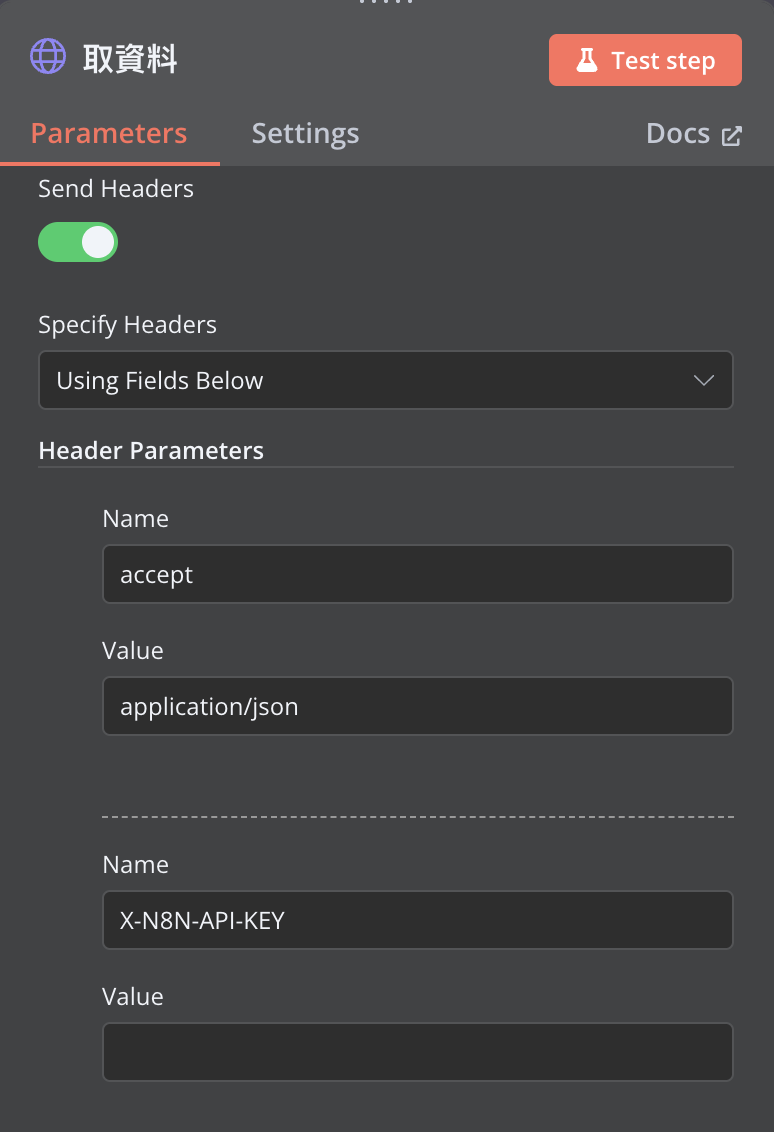 取資料
Test step
Parameters
Settings
Docs
Send Headers
Specify Headers
Using Fields Below
Header Parameters
Name
accept
Value
application/json
Name
X-N8N-API-KEY
Value